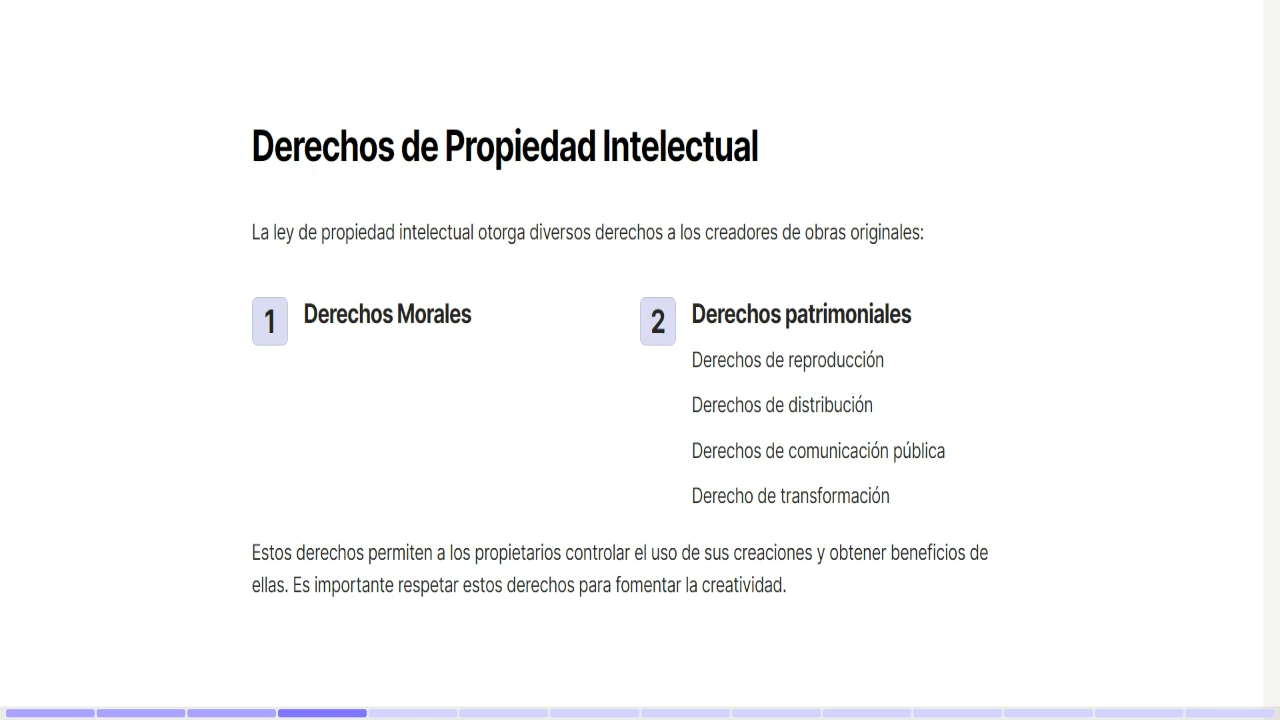 Derechos de Propiedad Intelectual
La ley de propiedad intelectual otorga diversos derechos a los creadores de obras originales:
1 Derechos Morales
2 Derechos patrimoniales
Derechos de reproducción
Derechos de distribución
Derechos de comunicación pública
Derecho de transformación
Estos derechos permiten a los propietarios controlar el uso de sus creaciones y obtener beneficios de
ellas. Es importante respetar estos derechos para fomentar la creatividad.